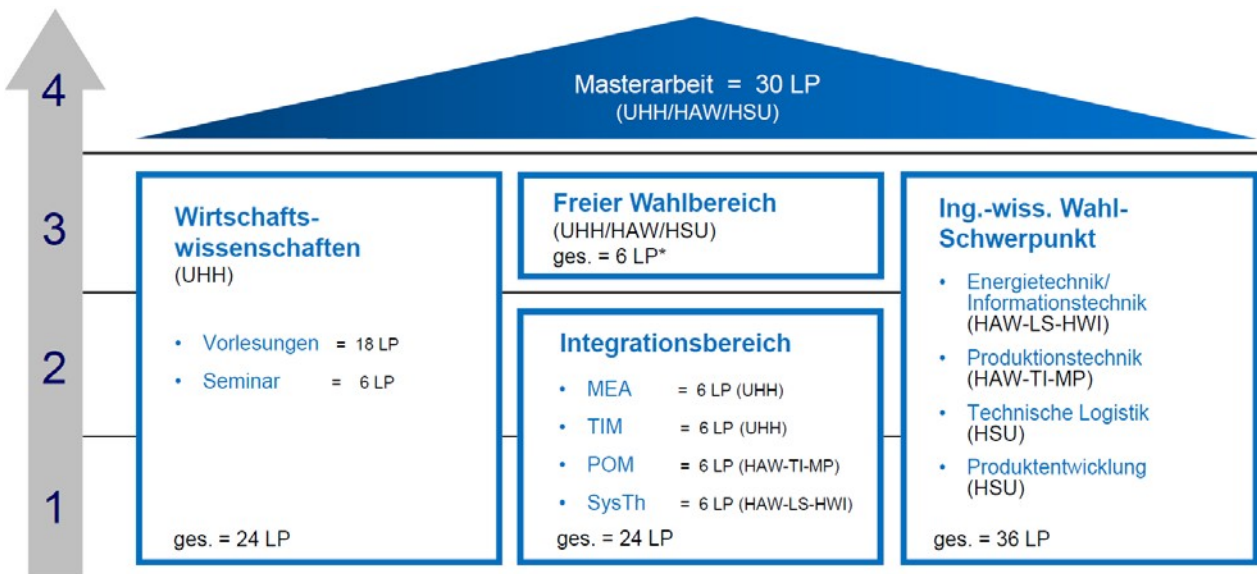 4
Masterarbeit = 30 LP
(UHH/HAW/HSU)
3
2
1
Wirtschafts-
wissenschaften
(UHH)
• Vorlesungen = 18 LP
• Seminar = 6 LP
ges. = 24 LP
Freier Wahlbereich
(UHH/HAW/HSU)
ges. = 6 LP*
Integrationsbereich
• MEA = 6 LP (UHH)
• TIM = 6 LP (UHH)
• POM = 6 LP (HAW-TI-MP)
• SysTh = 6 LP (HAW-LS-HWI)
ges. = 24 LP
Ing.-wiss. Wahl-
Schwerpunkt
• Energietechnik/
Informationstechnik
(HAW-LS-HWI)
• Produktionstechnik
(HAW-TI-MP)
• Technische Logistik
(HSU)
• Produktentwicklung
(HSU)
ges. = 36 LP